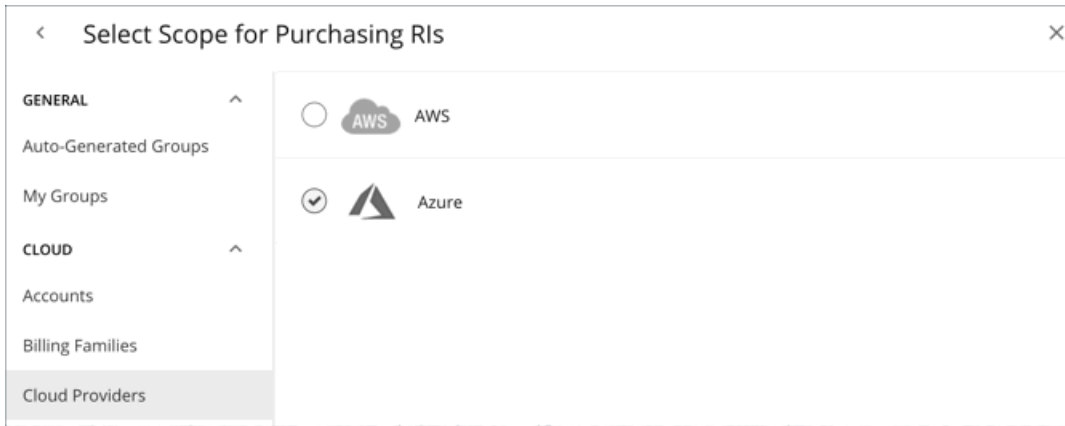 Select Scope for Purchasing RIs
GENERAL
Auto-Generated Groups
My Groups
CLOUD
Accounts
Billing Families
Cloud Providers
AWS AWS
Azure